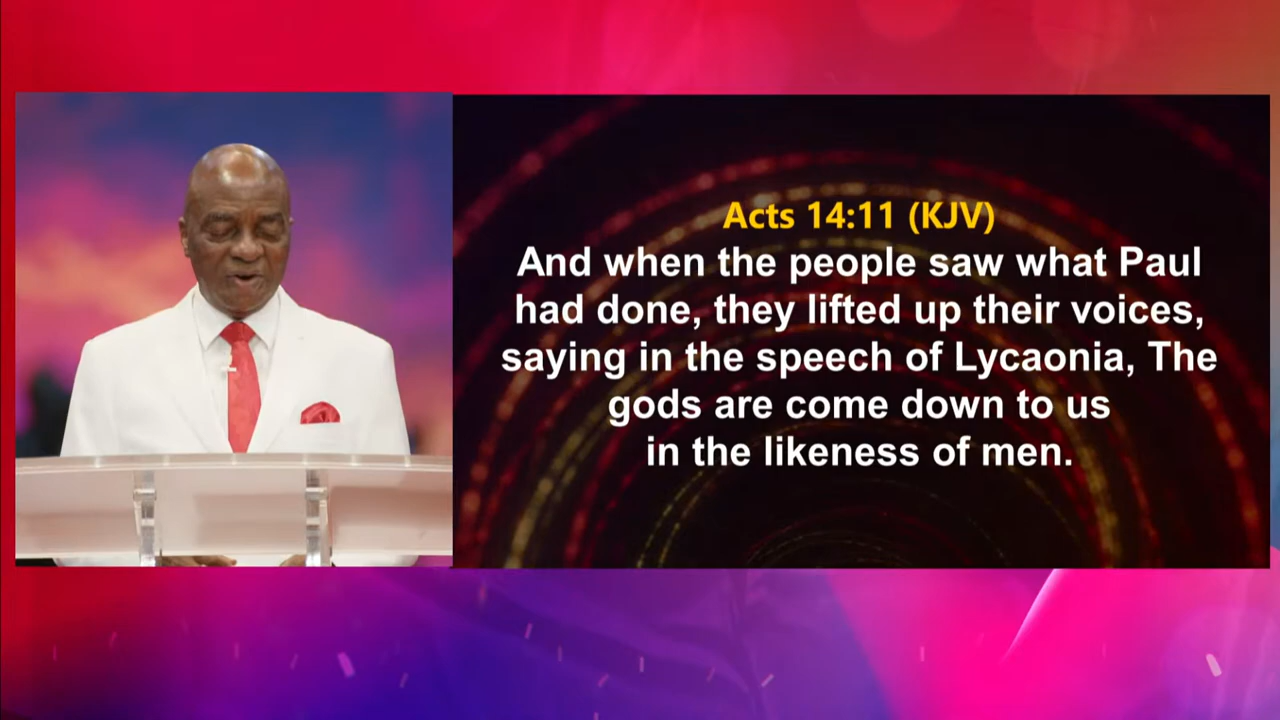 Acts 14:11 (KJV)
And when the people saw what Paul
had done, they lifted up their voices,
saying in the speech of Lycaonia, The
gods are come down to us
in the likeness of men.